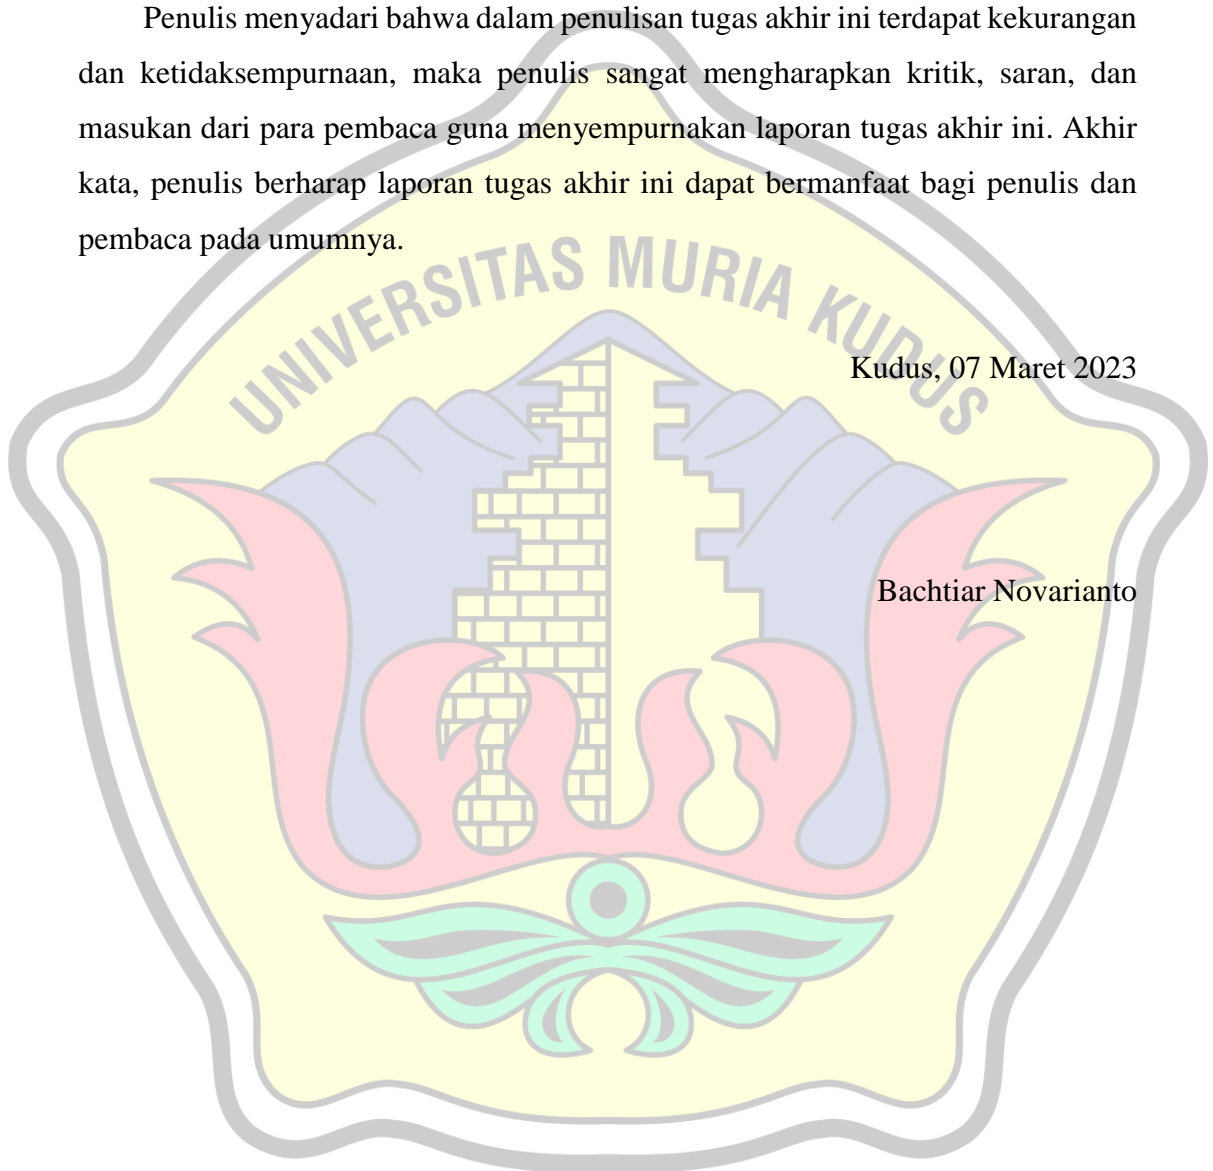 Penulis menyadari bahwa dalam penulisan tugas akhir ini terdapat kekurangan
dan ketidaksempurnaan, maka penulis sangat mengharapkan kritik, saran, dan
masukan dari para pembaca guna menyempurnakan laporan tugas akhir ini. Akhir
kata, penulis berharap laporan tugas akhir ini dapat bermanfaat bagi penulis dan
pembaca pada umumnya.
UNIVERSITAS MURIA KUDUS
Kudus, 07 Maret 2023
Bachtiar Novarianto